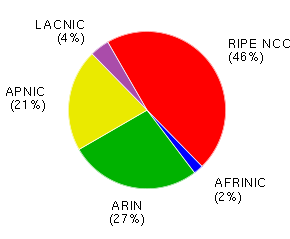 LACNIC
(4%)
RIPE NCC
(46%)
APNIC
(21%)
AFRINIC
(2%)
ARIN
(27%)